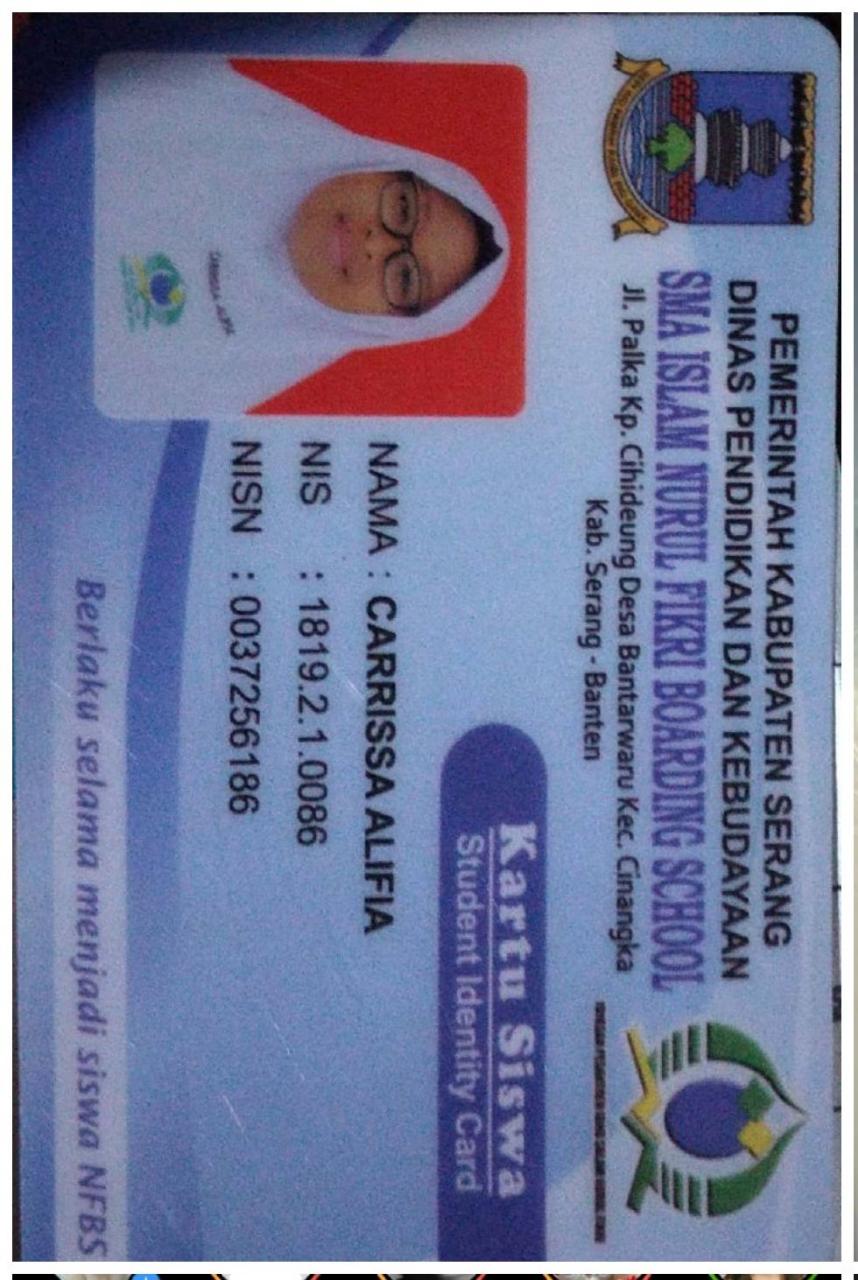 PEMERINTAH KABUPATEN SERANG
DINAS PENDIDIKAN DAN KEBUDAYAAN
SMA ISLAM NURUL FIKRI BOARDING SCHOOL
Jl. Palka Kp. Cihideung Desa Bantarwaru Kec. Cinangka
Kab. Serang - Banten
Kartu Siswa
Student Identity Card
NAMA : CARRISSA ALIFIA
NIS : 1819.2.1.0086
NISN : 0037256186
Berlaku selama menjadi siswa NFBS